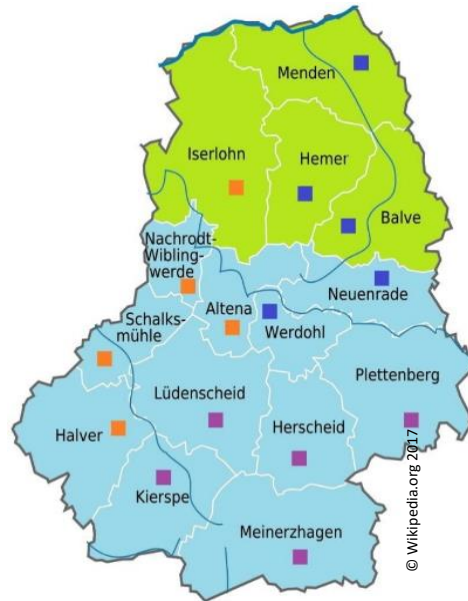 Menden
Iserlohn
Hemer
Balve
Nachrodt-
Wibling-
werde
Neuenrade
Altena
Werdohl
Schalks-
mühle
Plettenberg
Lüdenscheid
Halver
Herscheid
Kierspe
Meinerzhagen
© Wikipedia.org 2017